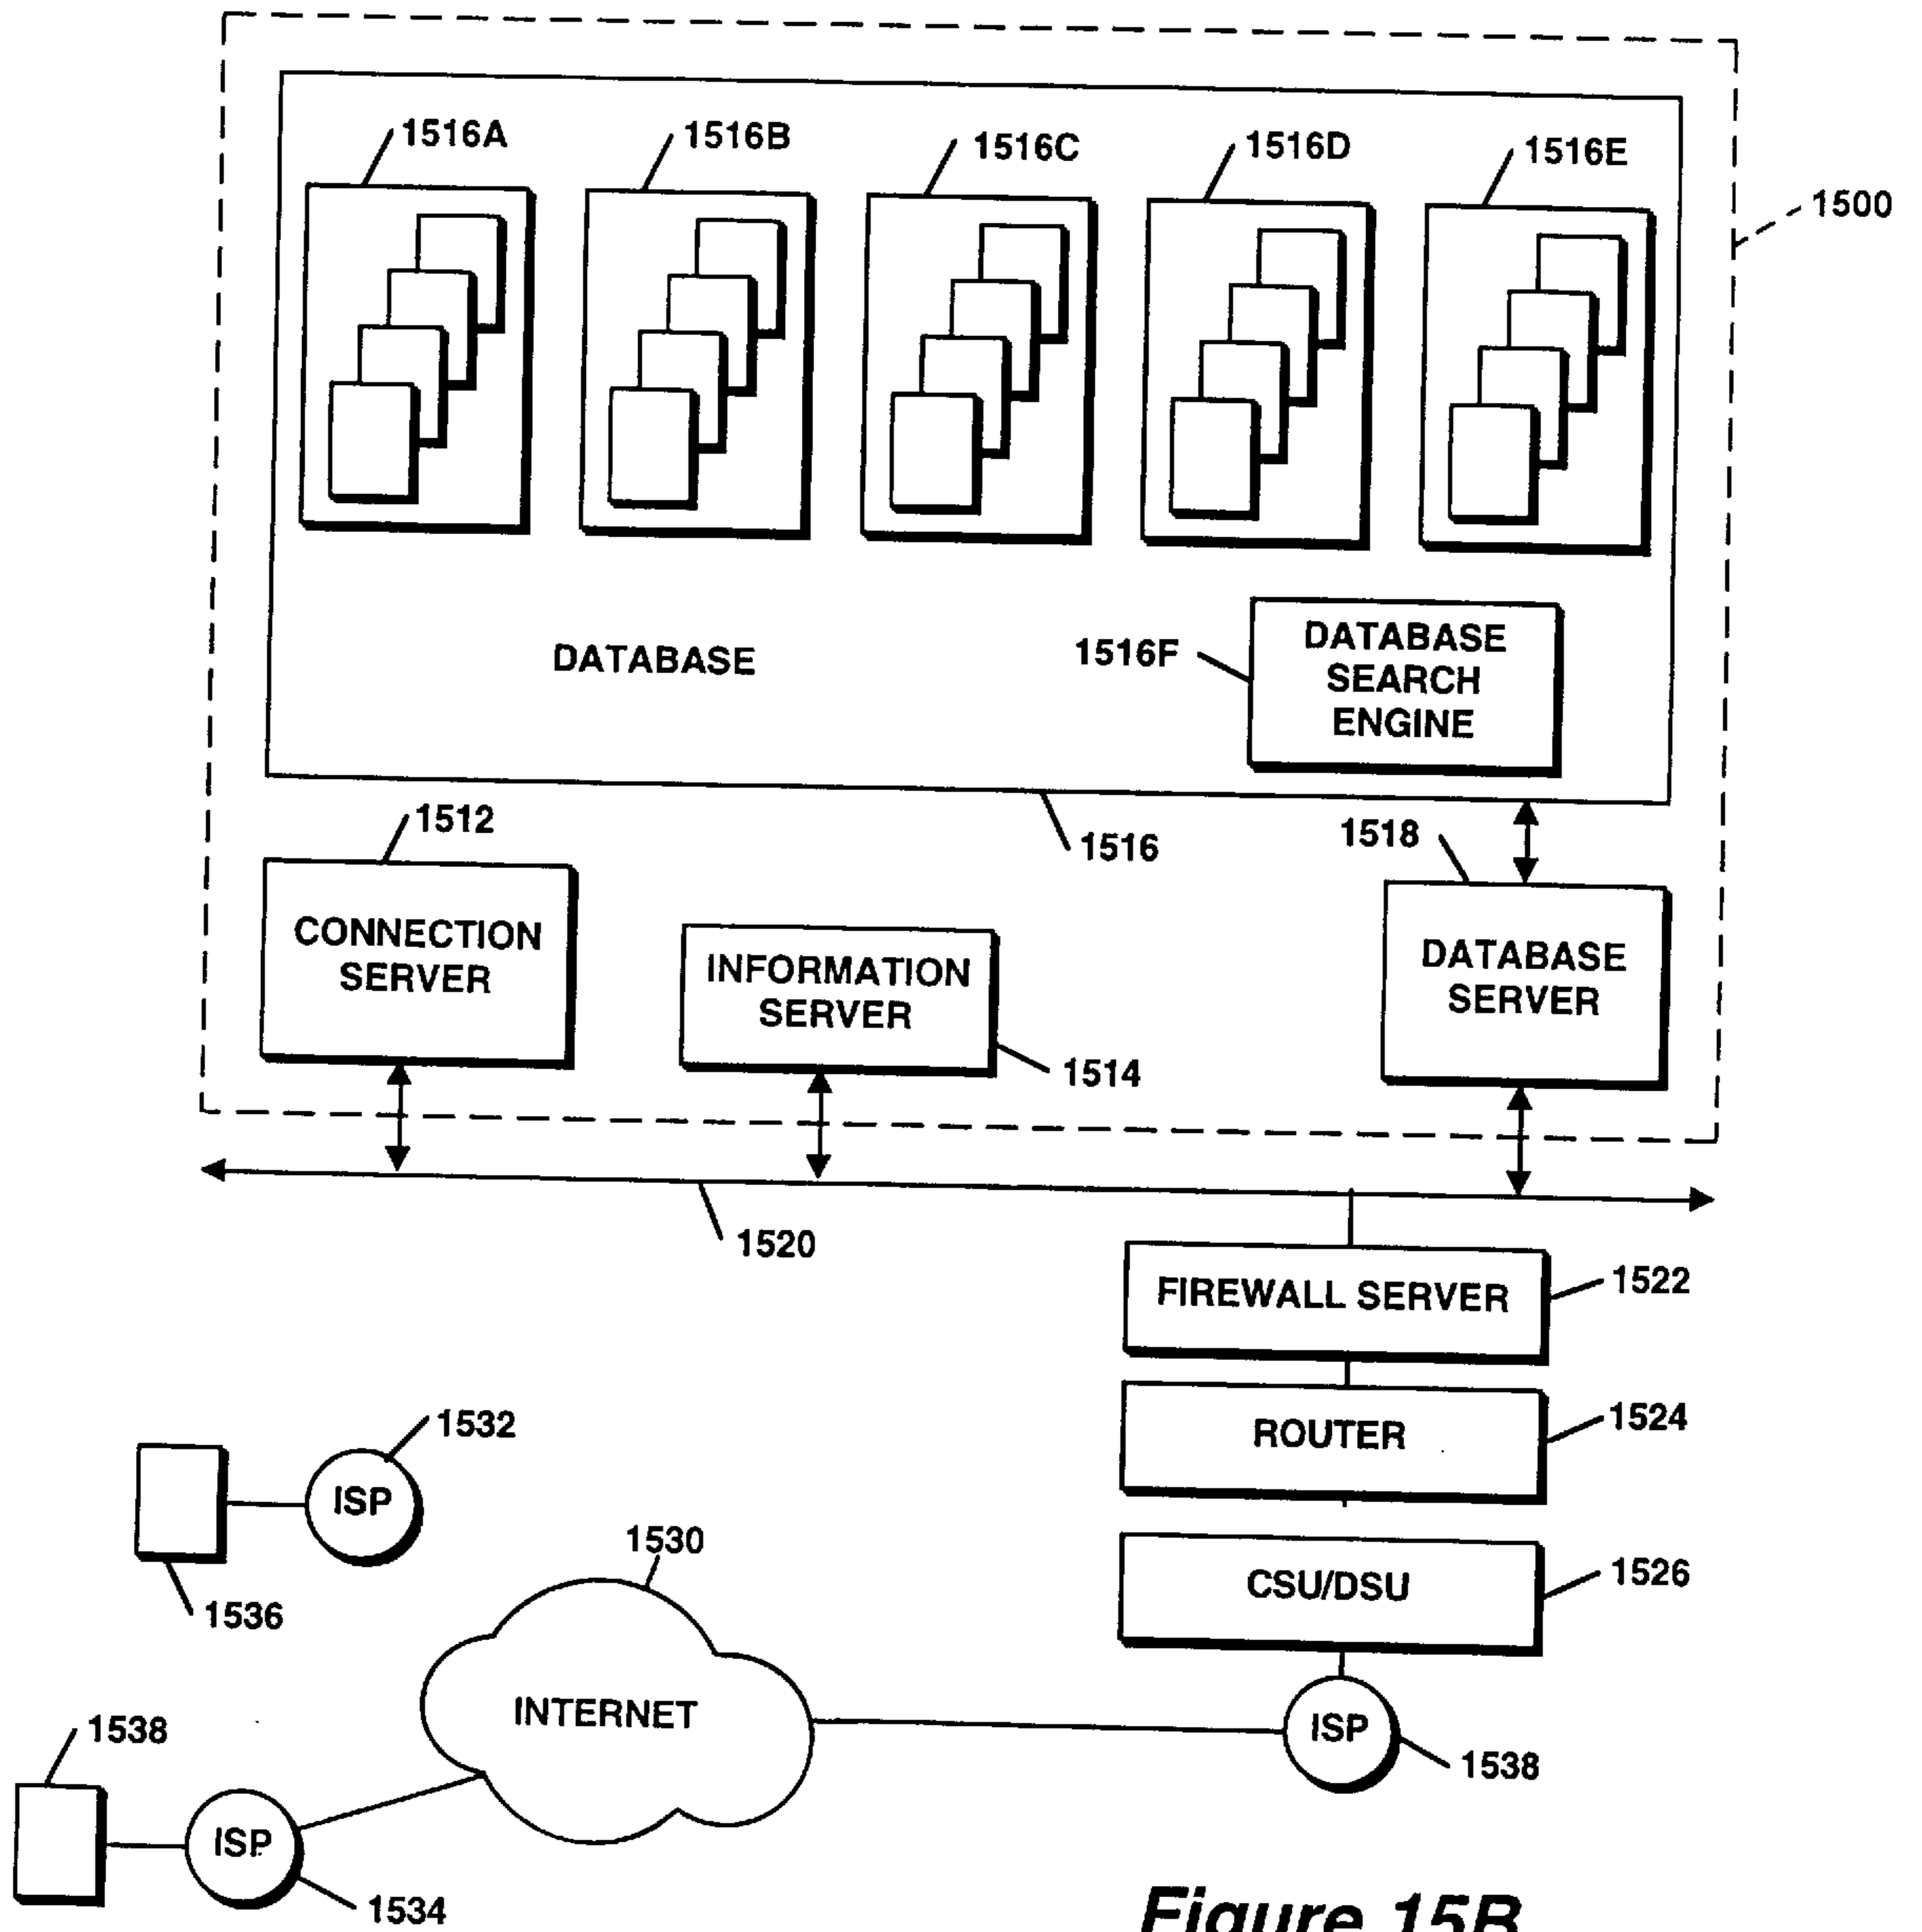 1516A
1516B
1516C
1516D
1516E
1500
DATABASE
1516F
DATABASE
SEARCH
ENGINE
1512
1516
1518
CONNECTION
SERVER
INFORMATION
SERVER
1514
DATABASE
SERVER
1520
FIREWALL SERVER
1522
ROUTER
1524
1532
ISP
1536
1530
CSU/DSU
1526
INTERNET
ISP
1538
1538
ISP
1534
Figure 15B